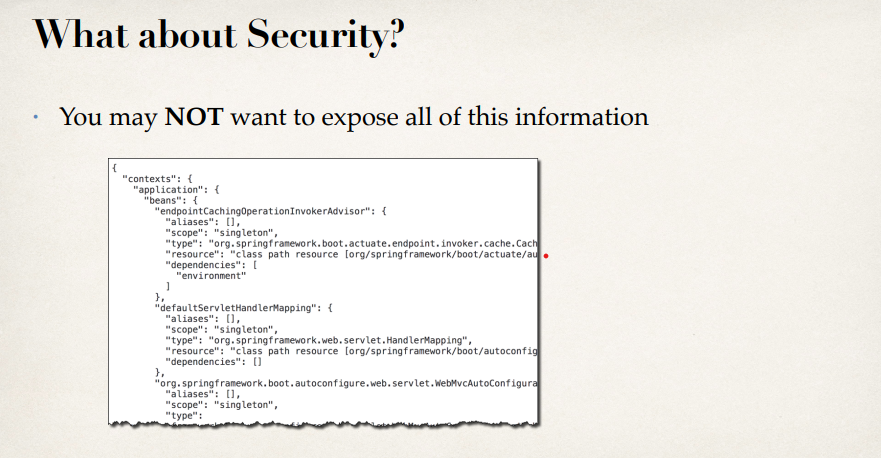 What about Security?
• You may NOT want to expose all of this information
{
"contexts": {
"application": {
"beans": {
"endpointCachingOperationInvokerAdvisor": {
"aliases": [],
"scope": "singleton",
"type": "org.springframework.boot.actuate.endpoint.invoker.cache.Cach
"resource": "class path resource [org/springframework/boot/actuate/au
"dependencies": [
"environment"
]
},
"defaultServletHandlerMapping": {
"aliases": [],
"scope": "singleton",
"type": "org.springframework.web.servlet.HandlerMapping",
"resource": "class path resource [org/springframework/boot/autoconfig
"dependencies": []
},
"org.springframework.boot.autoconfigure.web.servlet.WebMvcAutoConfigura
"aliases": [],
"scope": "singleton",
"type":